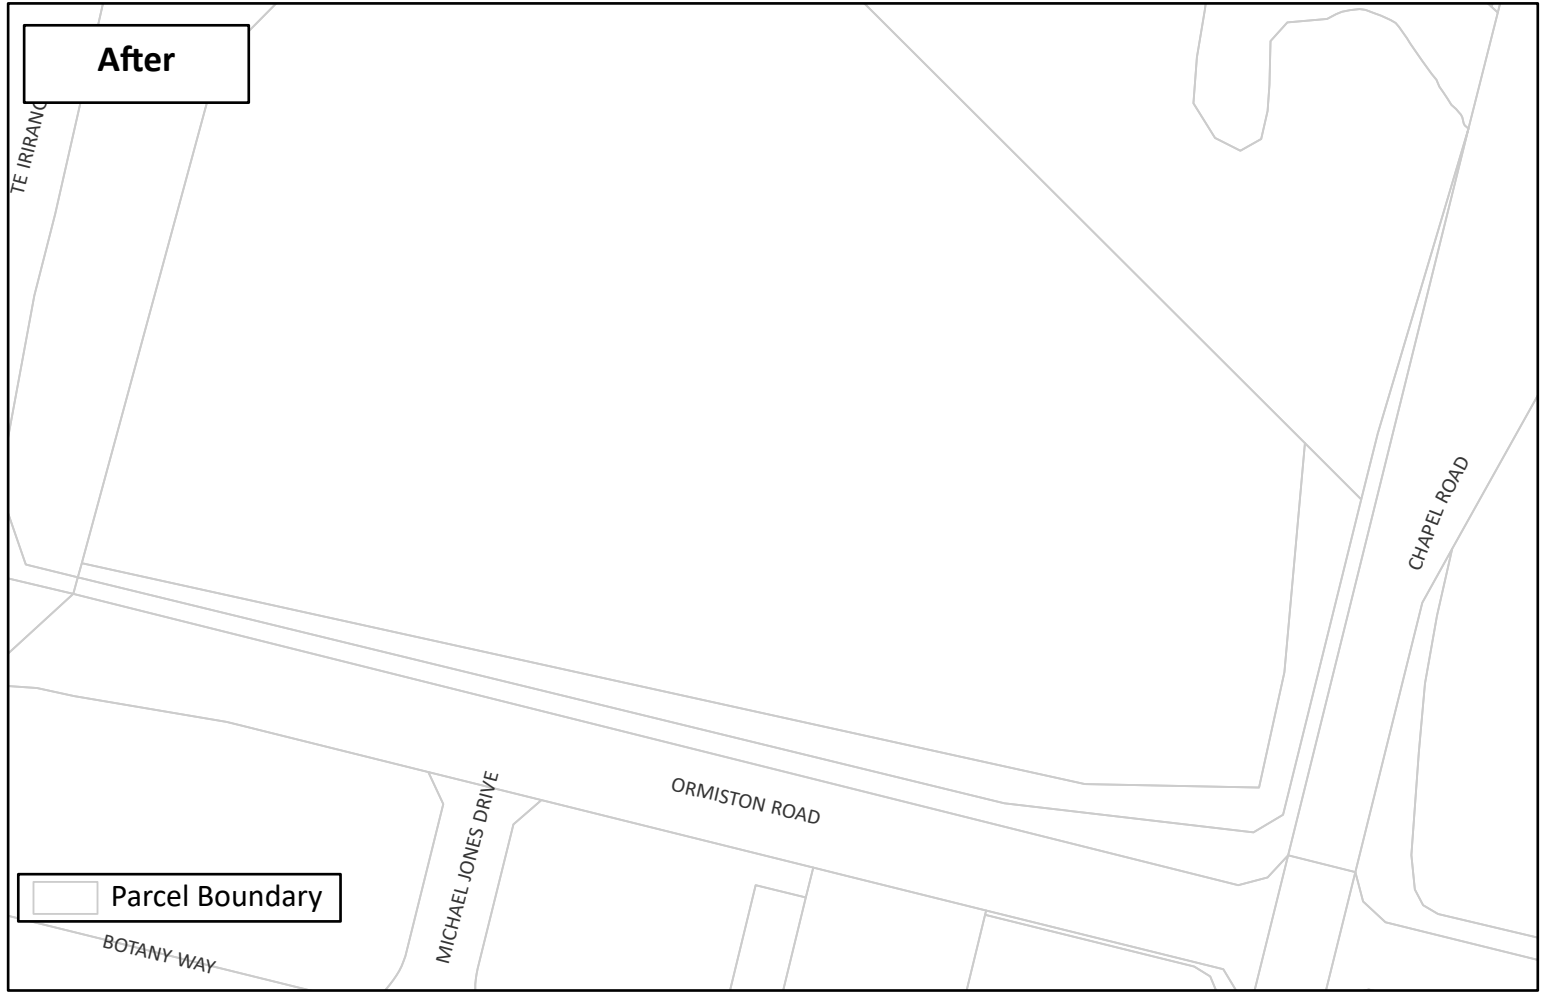 After
TE IRIRANG
CHAPEL ROAD
ORMISTON ROAD
MICHAEL JONES DRIVE
Parcel Boundary
BOTANY WAY